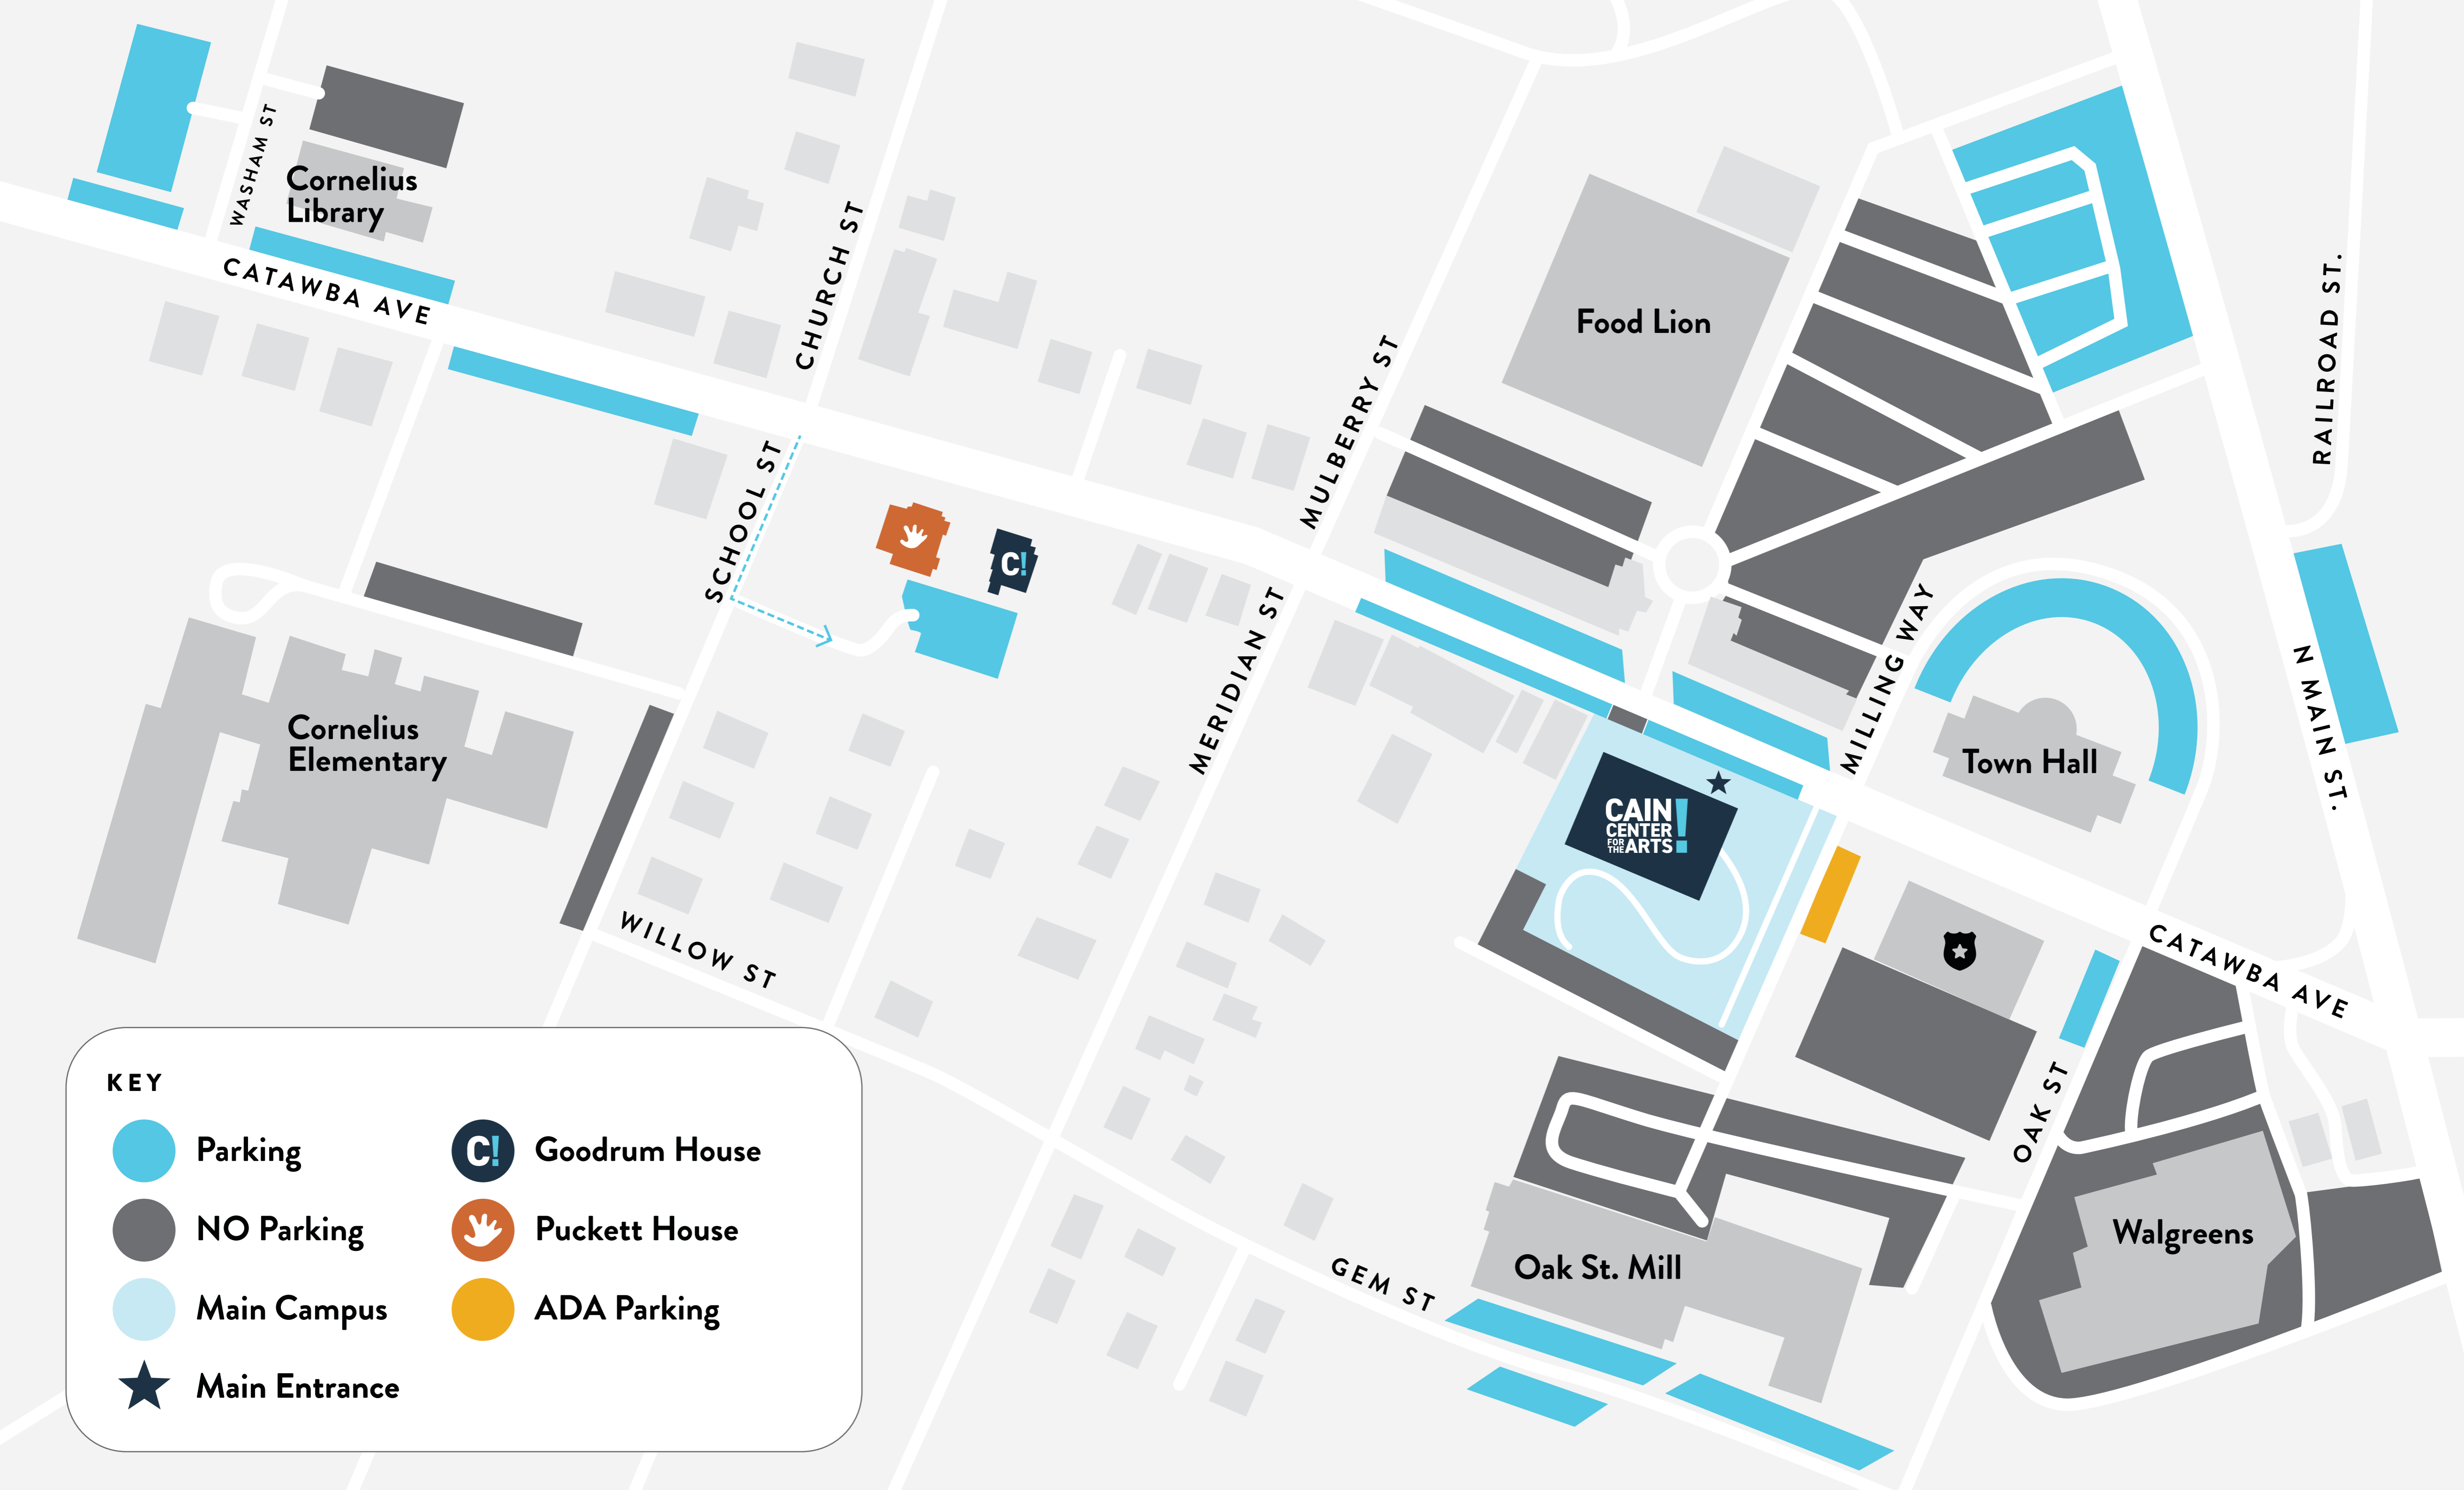 WASHAM ST
Cornelius
Library
CATAWBA AVE
CHURCH ST
SCHOOL ST
C!
MULBERRY ST
MERIDIAN ST
Food Lion
RAILROAD ST.
MILLING WAY
Town Hall
N MAIN ST.
Cornelius
Elementary
CAIN
CENTER
FOR
THE ARTS!
WILLOW ST
CATAWBA AVE
OAK ST
Walgreens
Oak St. Mill
GEM ST
KEY
Parking
C! Goodrum House
NO Parking
Puckett House
Main Campus
ADA Parking
Main Entrance